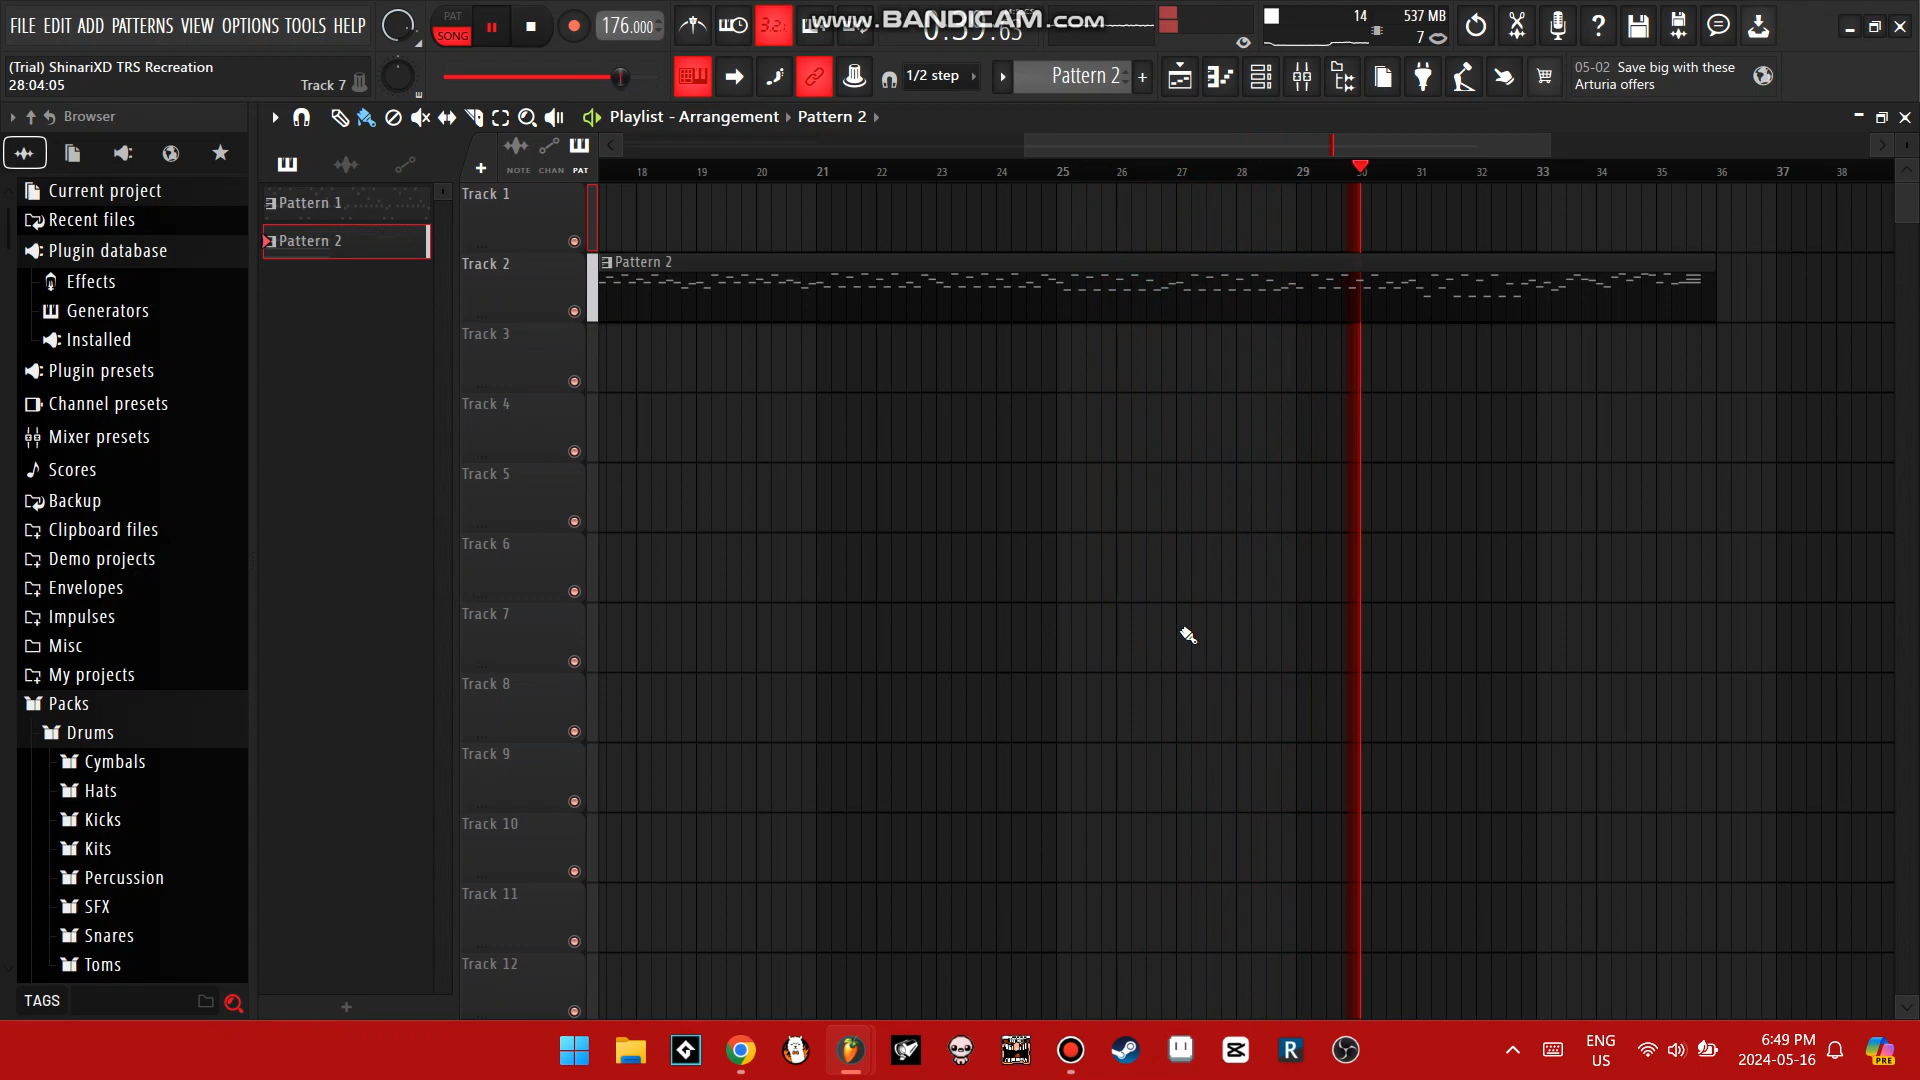 FILE EDIT ADD PATTERNS VIEW OPTIONS TOOLS HELP
PAT
SONG
176.000
3.2.
www.BANDICAM.com
14
537 MB
7
(Trial) ShinariXD TRS Recreation
28:04:05
Track 7
1/2 step
Pattern 2
05-02 Save big with these
Arturia offers
Browser
Playlist - Arrangement
Pattern 2
NOTE CHAN PAT
18 19 20 21 22 23 24 25 26 27 28 29 30 31 32 33 34 35 36 37 38
Current project
Recent files
Plugin database
Effects
Generators
Installed
Plugin presets
Channel presets
Mixer presets
Scores
Backup
Clipboard files
Demo projects
Envelopes
Impulses
Misc
My projects
Packs
Drums
Cymbals
Hats
Kicks
Kits
Percussion
SFX
Snares
Toms
TAGS
Pattern 1
Pattern 2
Track 1
Track 2
Pattern 2
Track 3
Track 4
Track 5
Track 6
Track 7
Track 8
Track 9
Track 10
Track 11
Track 12
ENG
US
6:49 PM
2024-05-16
PRE